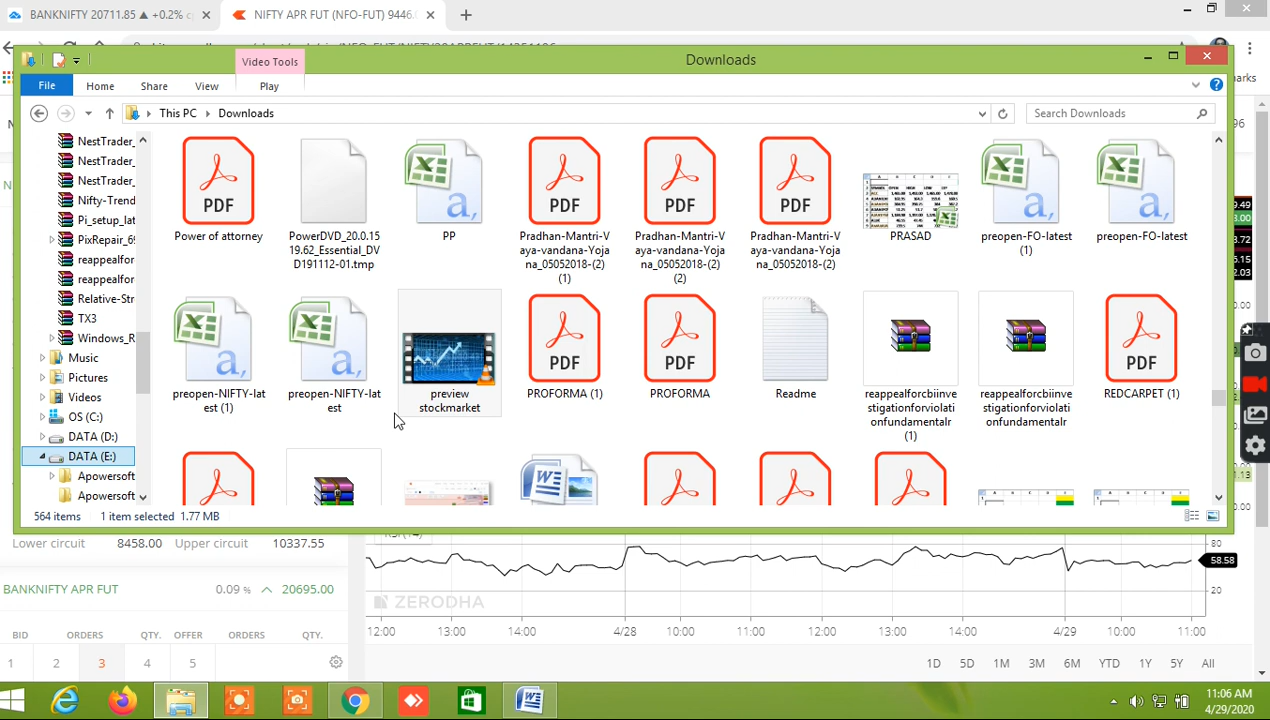 BANKNIFTY 20711.85 ▲ +0.2%
NIFTY APR FUT (NFO-FUT) 9446.0
Video Tools
Downloads
File
Home
Share
View
Play
This PC
Downloads
Search Downloads
NestTrader_
NestTrader_
NestTrader_
Nifty-Trend
Pi_setup_lat
PixRepair_69
reappealfor
reappealfor
Relative-Str
TX3
Windows_R
Music
Pictures
Videos
OS (C:)
DATA (D:)
DATA (E:)
Apowersoft
Apowersoft
PDF
PDF
PDF
PDF
Power of attorney
PowerDVD_20.0.15
19.62_Essential_DV
D191112-01.tmp
PP
Pradhan-Mantri-V
aya-vandana-Yoja
na_05052018-(2)
(1)
Pradhan-Mantri-V
aya-vandana-Yoja
na_05052018-(2)
(2)
Pradhan-Mantri-V
aya-vandana-Yoja
na_05052018-(2)
PRASAD
preopen-FO-latest
(1)
preopen-FO-latest
PDF
PDF
PDF
preopen-NIFTY-lat
est (1)
preopen-NIFTY-lat
est
preview
stockmarket
PROFORMA (1)
PROFORMA
Readme
reappealforcbiinve
stigationforviolati
onfundamentalr
(1)
reappealforcbiinve
stigationforviolati
onfundamentalr
REDCARPET (1)
564 items
1 item selected 1.77 MB
Lower circuit 8458.00 Upper circuit 10337.55
BANKNIFTY APR FUT 0.09 % 20695.00
BID ORDERS QTY. OFFER ORDERS QTY.
1 2 3 4 5
80
58.58
20
ZERODHA
12:00 13:00 14:00 4/28 10:00 11:00 12:00 13:00 14:00 4/29 11:00
1D 5D 1M 3M 6M YTD 1Y 5Y All
11:06 AM
4/29/2020